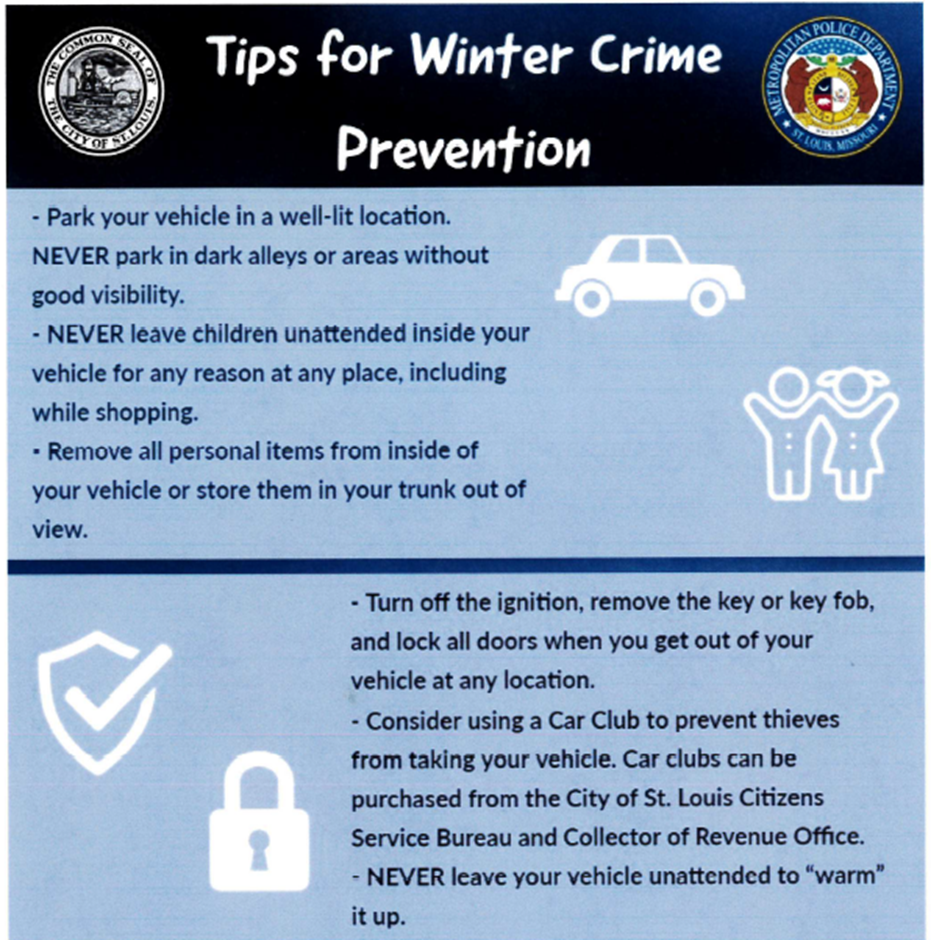 THE COMMON SEAL OF
THE CITY OF ST. LOUIS.
Tips for Winter Crime
Prevention
METROPOLITAN POLICE DEPARTMENT
ST. LOUIS, MISSOURI
- Park your vehicle in a well-lit location.
NEVER park in dark alleys or areas without
good visibility.
- NEVER leave children unattended inside your
vehicle for any reason at any place, including
while shopping.
- Remove all personal items from inside of
your vehicle or store them in your trunk out of
view.
- Turn off the ignition, remove the key or key fob,
and lock all doors when you get out of your
vehicle at any location.
- Consider using a Car Club to prevent thieves
from taking your vehicle. Car clubs can be
purchased from the City of St. Louis Citizens
Service Bureau and Collector of Revenue Office.
- NEVER leave your vehicle unattended to “warm”
it up.